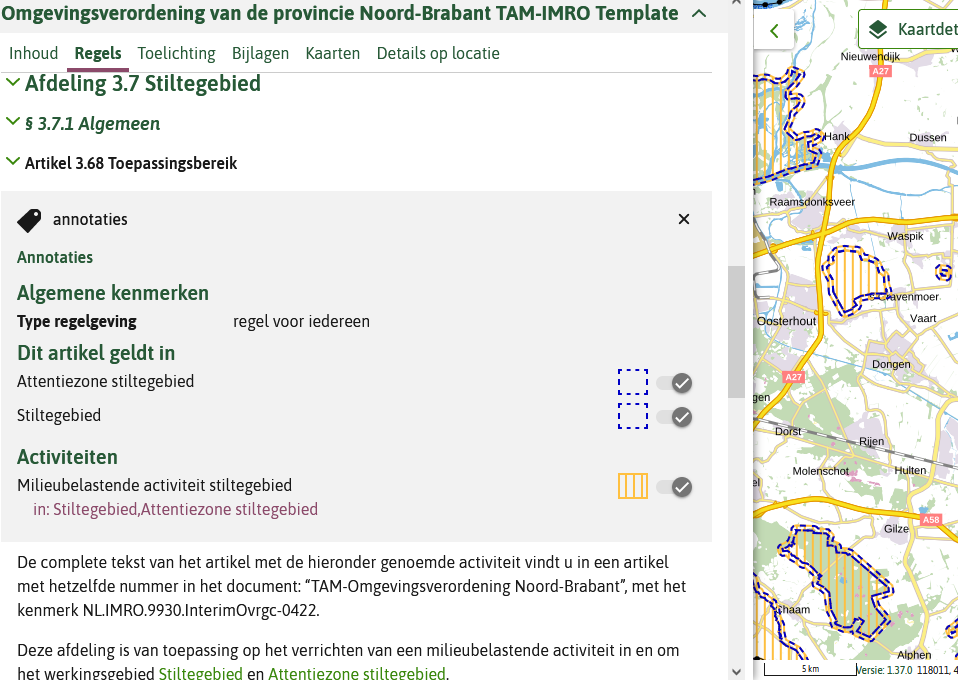 Omgevingsverordening van de provincie Noord-Brabant TAM-IMRO Template
Inhoud Regels Toelichting Bijlagen Kaarten Details op locatie
Afdeling 3.7 Stiltegebied
§ 3.7.1 Algemeen
Artikel 3.68 Toepassingsbereik
annotaties
Annotaties
Algemene kenmerken
Type regelgeving regel voor iedereen
Dit artikel geldt in
Attentiezone stiltegebied
Stiltegebied
Activiteiten
Milieubelastende activiteit stiltegebied
in: Stiltegebied,Attentiezone stiltegebied
De complete tekst van het artikel met de hieronder genoemde activiteit vindt u in een artikel
met hetzelfde nummer in het document: “TAM-Omgevingsverordening Noord-Brabant”, met het
kenmerk NL.IMRO.9930.InterimOvrgc-0422.
Deze afdeling is van toepassing op het verrichten van een milieubelastende activiteit in en om
het werkingsgebied Stiltegebied en Attentiezone stiltegebied.
Kaartdet
Nieuwendijk
A27
Hank
Dussen
Raamsdonksveer
Waspik
Gravenmoer
Vaart
Oosterhout
Dongen
A27
gen
Dorst
Rijen
Molenschot
Hulten
el
A58
Gilze
Chaam
Alphen
5 km
Versie: 1.37.0 118011, 4